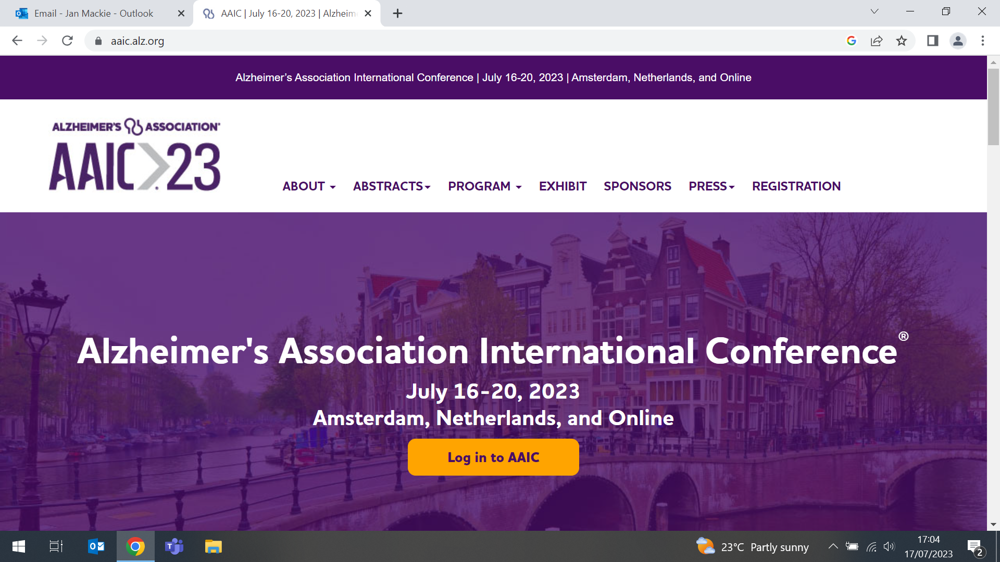 Email - Jan Mackie - Outlook
AAIC | July 16-20, 2023 | Alzheim
aaic.alz.org
Alzheimer’s Association International Conference | July 16-20, 2023 | Amsterdam, Netherlands, and Online
ALZHEIMER'S ASSOCIATION
AAIC 23
ABOUT
ABSTRACTS
PROGRAM
EXHIBIT
SPONSORS
PRESS
REGISTRATION
Alzheimer's Association International Conference®
July 16-20, 2023
Amsterdam, Netherlands, and Online
Log in to AAIC
23°C Partly sunny
17:04
17/07/2023
2